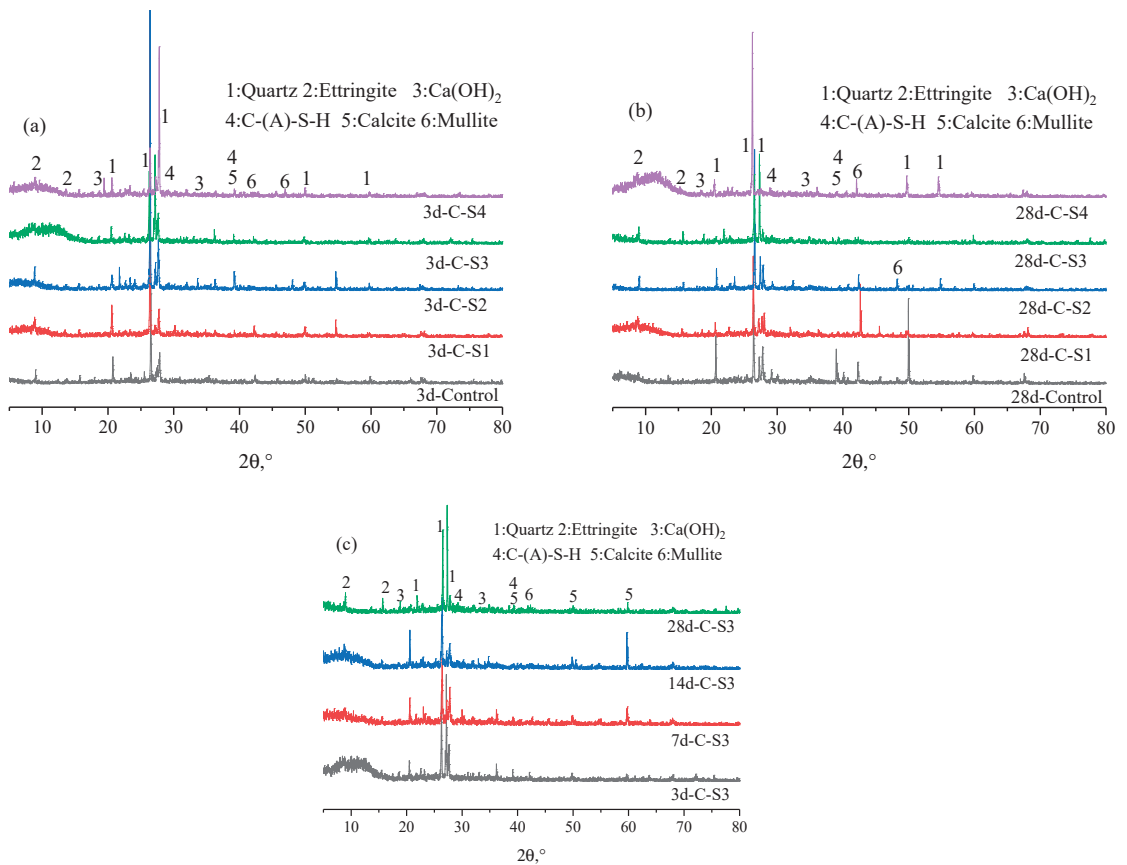 (a)
1:Quartz 2:Ettringite 3:Ca(OH)₂
4:C-(A)-S-H 5:Calcite 6:Mullite
1
4
2 2 3 1 1 4 3 5 6 6 1 1
3d-C-S4
3d-C-S3
3d-C-S2
3d-C-S1
3d-Control
10 20 30 40 50 60 70 80
2θ,°
(b)
1:Quartz 2:Ettringite 3:Ca(OH)₂
4:C-(A)-S-H 5:Calcite 6:Mullite
1 1
4
2 2 3 1 4 3 5 6 1 1
28d-C-S4
28d-C-S3
6
28d-C-S2
28d-C-S1
28d-Control
10 20 30 40 50 60 70 80
2θ,°
(c)
1:Quartz 2:Ettringite 3:Ca(OH)₂
4:C-(A)-S-H 5:Calcite 6:Mullite
1
1
4
2 2 3 1 4 3 5 6 5 5
28d-C-S3
14d-C-S3
7d-C-S3
3d-C-S3
10 20 30 40 50 60 70 80
2θ,°